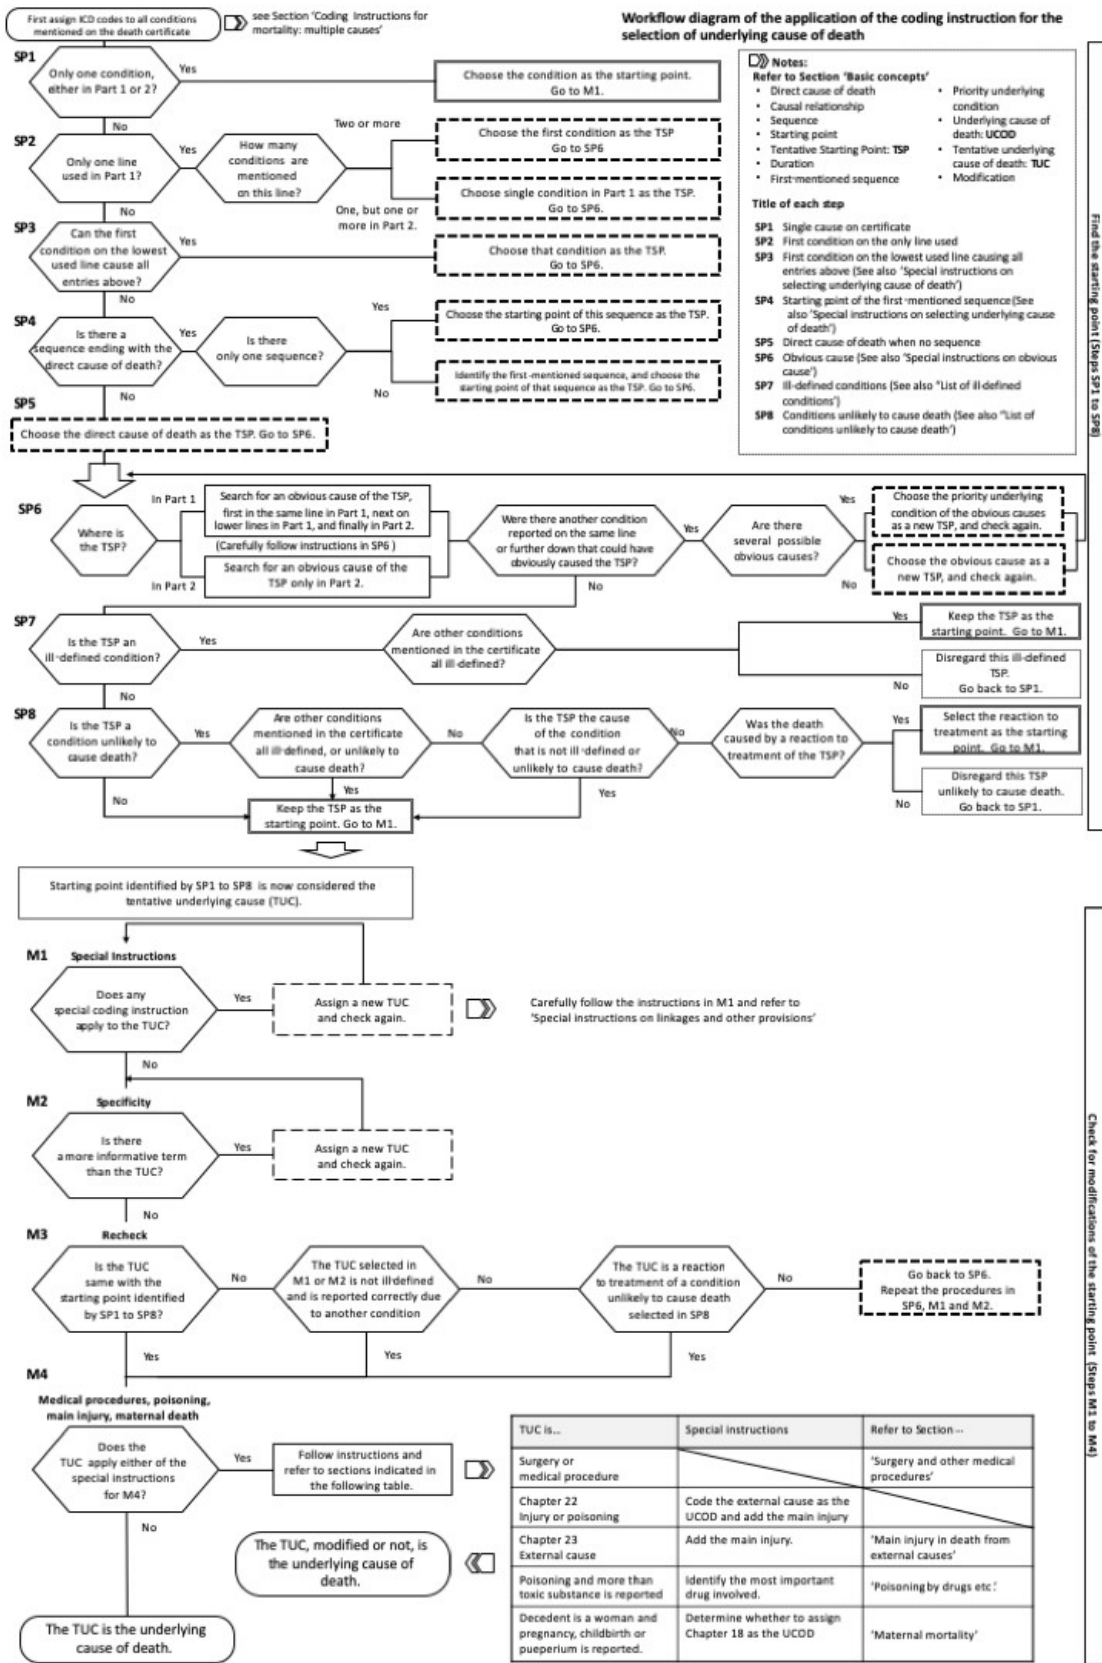 First assign ICD codes to all conditions
mentioned on the death certificate
see Section 'Coding Instructions for
mortality: multiple causes'
Workflow diagram of the application of the coding instruction for the
selection of underlying cause of death
SP1
Only one condition,
either in Part 1 or 2?
Yes
Choose the condition as the starting point.
Go to M1.
No
SP2
Only one line
used in Part 1?
Yes
How many
conditions are
mentioned
on this line?
Two or more
Choose the first condition as the TSP
Go to SP6
Choose single condition in Part 1 as the TSP.
Go to SP6.
One, but one or
more in Part 2.
No
SP3
Can the first
condition on the lowest
used line cause all
entries above?
Yes
Choose that condition as the TSP.
Go to SP6.
No
SP4
Is there a
sequence ending with the
direct cause of death?
Yes
Is there
only one sequence?
Yes
Choose the starting point of this sequence as the TSP.
Go to SP6.
Identify the first-mentioned sequence, and choose the
starting point of that sequence as the TSP. Go to SP6.
No
No
SP5
Choose the direct cause of death as the TSP. Go to SP6.
Notes:
Refer to Section 'Basic concepts'
• Direct cause of death
• Causal relationship
• Sequence
• Starting point
• Tentative Starting Point: TSP
• Duration
• First-mentioned sequence
• Priority underlying
condition
• Underlying cause of
death: UCOD
• Tentative underlying
cause of death: TUC
• Modification
Title of each step
SP1 Single cause on certificate
SP2 First condition on the only line used
SP3 First condition on the lowest used line causing all
entries above (See also 'Special instructions on
selecting underlying cause of death')
SP4 Starting point of the first-mentioned sequence (See
also 'Special instructions on selecting underlying cause
of death')
SP5 Direct cause of death when no sequence
SP6 Obvious cause (See also 'Special instructions on obvious
cause')
SP7 Ill-defined conditions (See also "List of ill-defined
conditions')
SP8 Conditions unlikely to cause death (See also "List of
conditions unlikely to cause death')
Find the starting point (Steps SP1 to SP8)
SP6
Where is
the TSP?
In Part 1
Search for an obvious cause of the TSP,
first in the same line in Part 1, next on
lower lines in Part 1, and finally in Part 2.
(Carefully follow instructions in SP6 )
In Part 2
Search for an obvious cause of the
TSP only in Part 2.
Were there another condition
reported on the same line
or further down that could have
obviously caused the TSP?
Yes
Are there
several possible
obvious causes?
Yes
Choose the priority underlying
condition of the obvious causes
as a new TSP, and check again.
No
Choose the obvious cause as a
new TSP, and check again.
No
SP7
Is the TSP an
ill-defined condition?
Yes
Are other conditions
mentioned in the certificate
all ill-defined?
Yes
Keep the TSP as the
starting point. Go to M1.
No
Disregard this ill-defined
TSP.
Go back to SP1.
No
SP8
Is the TSP a
condition unlikely to
cause death?
Yes
Are other conditions
mentioned in the certificate
all ill-defined, or unlikely to
cause death?
No
Is the TSP the cause
of the condition
that is not ill-defined or
unlikely to cause death?
No
Was the death
caused by a reaction to
treatment of the TSP?
Yes
Select the reaction to
treatment as the starting
point. Go to M1.
No
Disregard this TSP
unlikely to cause death.
Go back to SP1.
No
Yes
Yes
Keep the TSP as the
starting point. Go to M1.
Starting point identified by SP1 to SP8 is now considered the
tentative underlying cause (TUC).
M1 Special Instructions
Does any
special coding instruction
apply to the TUC?
Yes
Assign a new TUC
and check again.
Carefully follow the instructions in M1 and refer to
'Special instructions on linkages and other provisions'
No
M2 Specificity
Is there
a more informative term
than the TUC?
Yes
Assign a new TUC
and check again.
No
M3 Recheck
Is the TUC
same with the
starting point identified
by SP1 to SP8?
No
The TUC selected in
M1 or M2 is not ill-defined
and is reported correctly due
to another condition
No
The TUC is a reaction
to treatment of a condition
unlikely to cause death
selected in SP8
No
Go back to SP6.
Repeat the procedures in
SP6, M1 and M2.
Yes
Yes
Yes
M4
Medical procedures, poisoning,
main injury, maternal death
Does the
TUC apply either of the
special instructions
for M4?
Yes
Follow instructions and
refer to sections indicated in
the following table.
No
The TUC, modified or not, is
the underlying cause of
death.
The TUC is the underlying
cause of death.
TUC is... Special instructions Refer to Section ...
Surgery or
medical procedure
'Surgery and other medical
procedures'
Chapter 22
Injury or poisoning
Code the external cause as the
UCOD and add the main injury
Chapter 23
External cause
Add the main injury.
'Main injury in death from
external causes'
Poisoning and more than
toxic substance is reported
Identify the most important
drug involved.
'Poisoning by drugs etc.'
Decedent is a woman and
pregnancy, childbirth or
pueperium is reported.
Determine whether to assign
Chapter 18 as the UCOD
'Maternal mortality'
Check for modifications of the starting point (Steps M1 to M4)